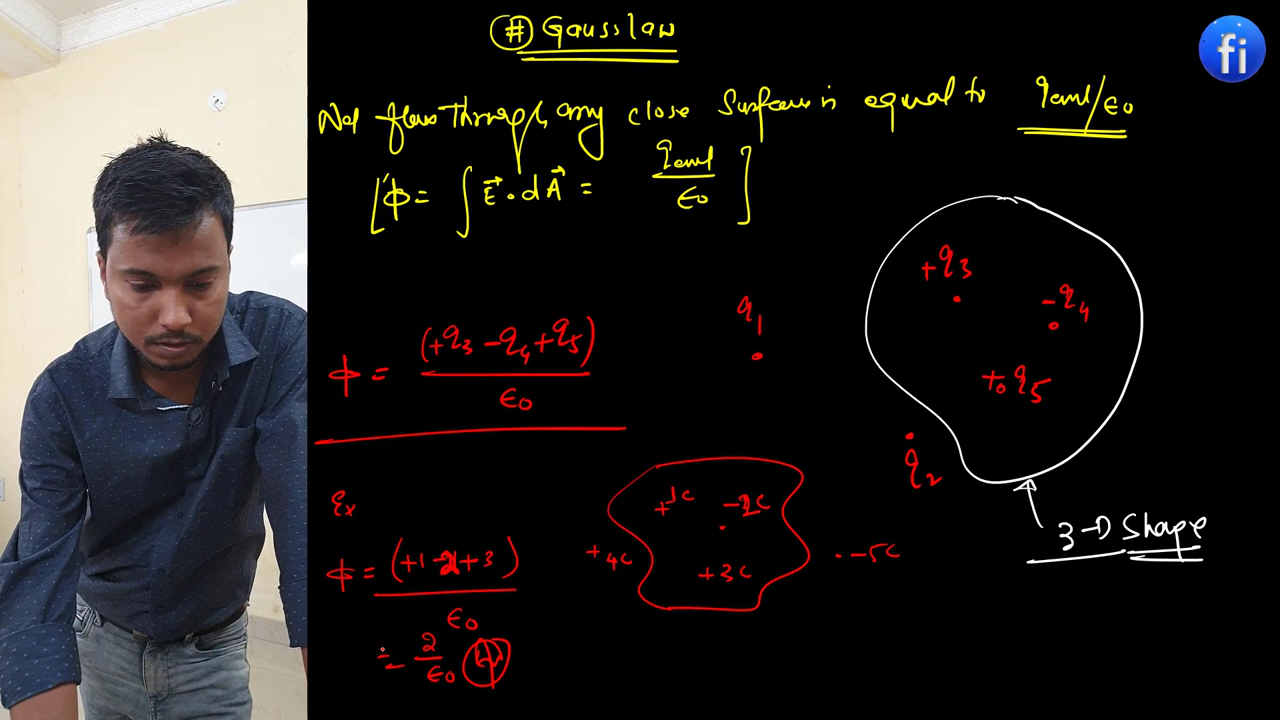 # Gauss law
Net flux Through any close Surface is equal to qencl/ε0
[ϕ = ∫ E⃗ . dA⃗ = qencl/ε0]
+q3
-q4
q1
ϕ = (+q3 -q4 +q5)/ε0
+q5
q2
Ex
+1C -2C
3-D Shape
+4C
- -5C
ϕ = (+1-2+3)/ε0
+3C
= 2/ε0
fi